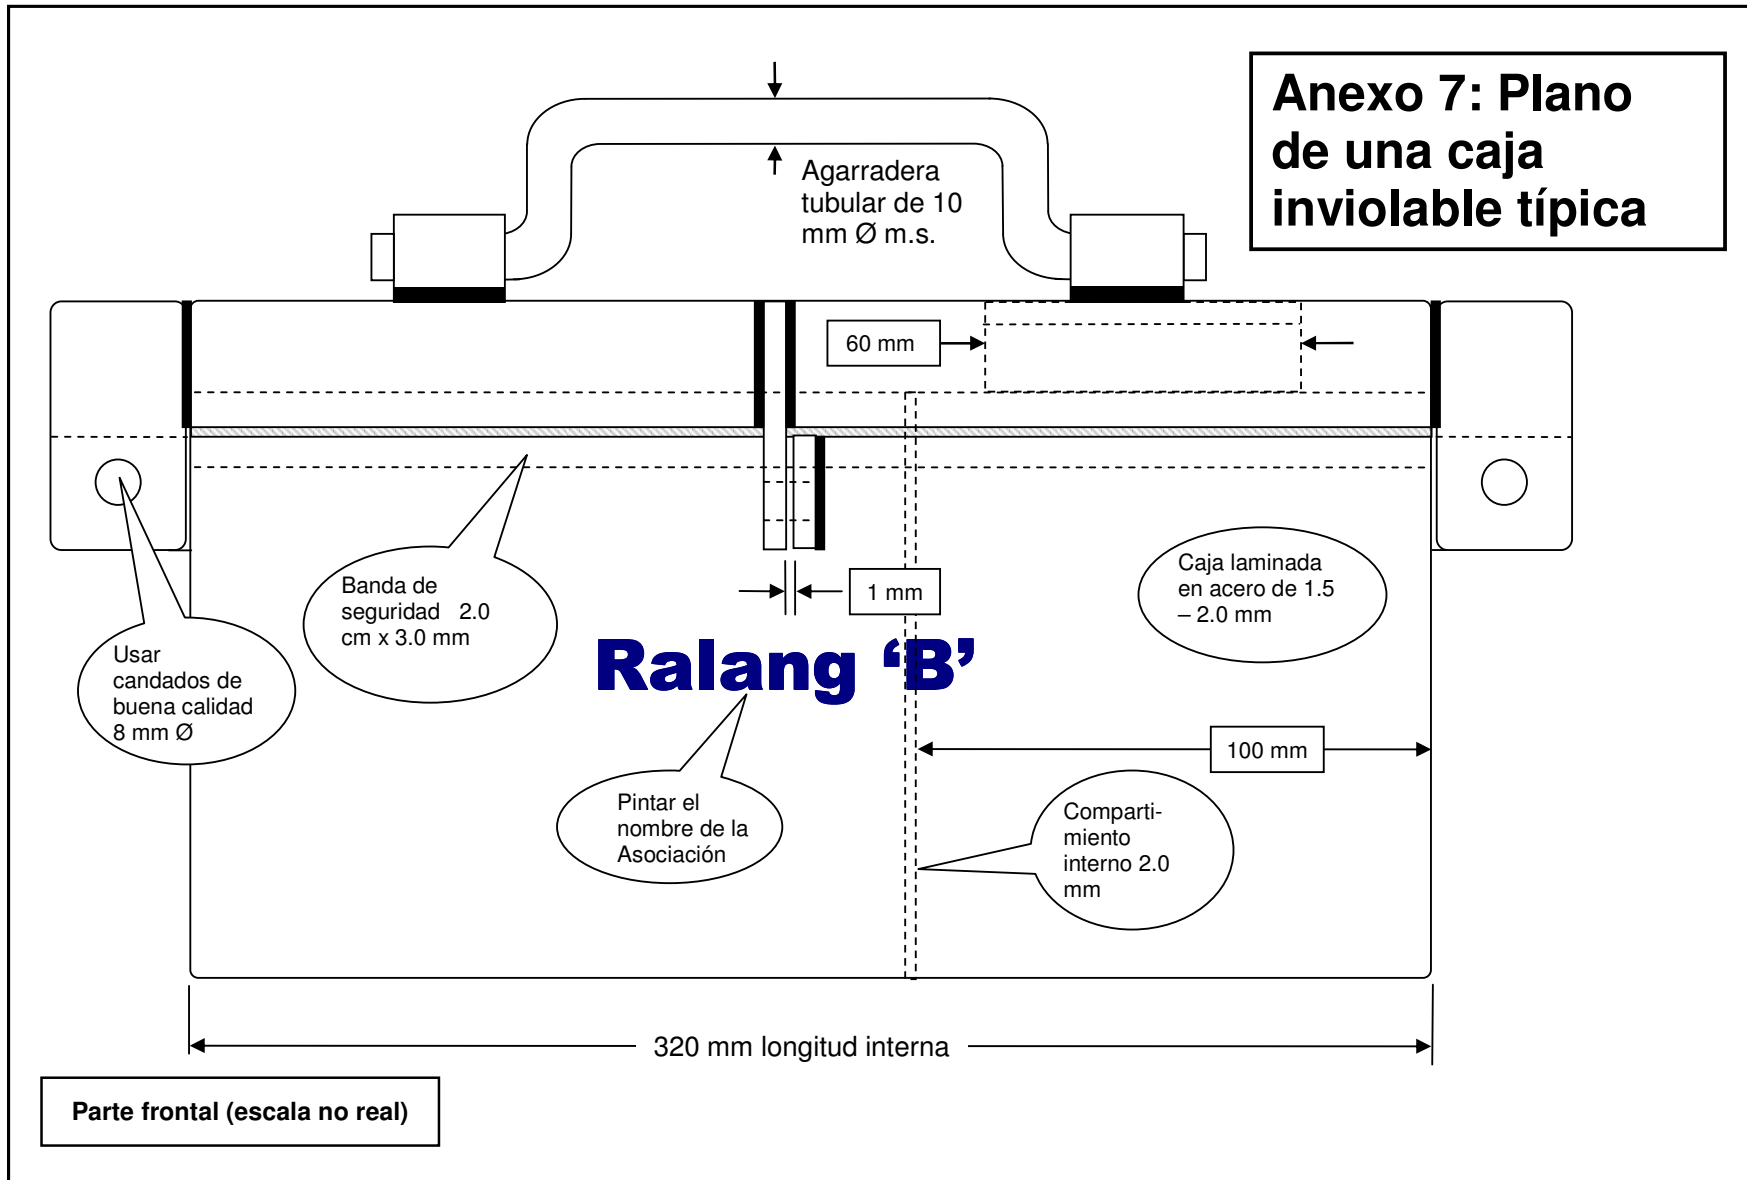 Anexo 7: Plano
de una caja
inviolable típica
Agarradera
tubular de 10
mm Ø m.s.
60 mm
Banda de
seguridad   2.0
cm x 3.0 mm
1 mm
Caja laminada
en acero de 1.5
– 2.0 mm
Usar
candados de
buena calidad
8 mm Ø
Ralang ‘B’
100 mm
Pintar el
nombre de la
Asociación
Comparti-
miento
interno 2.0
mm
320 mm longitud interna
Parte frontal (escala no real)